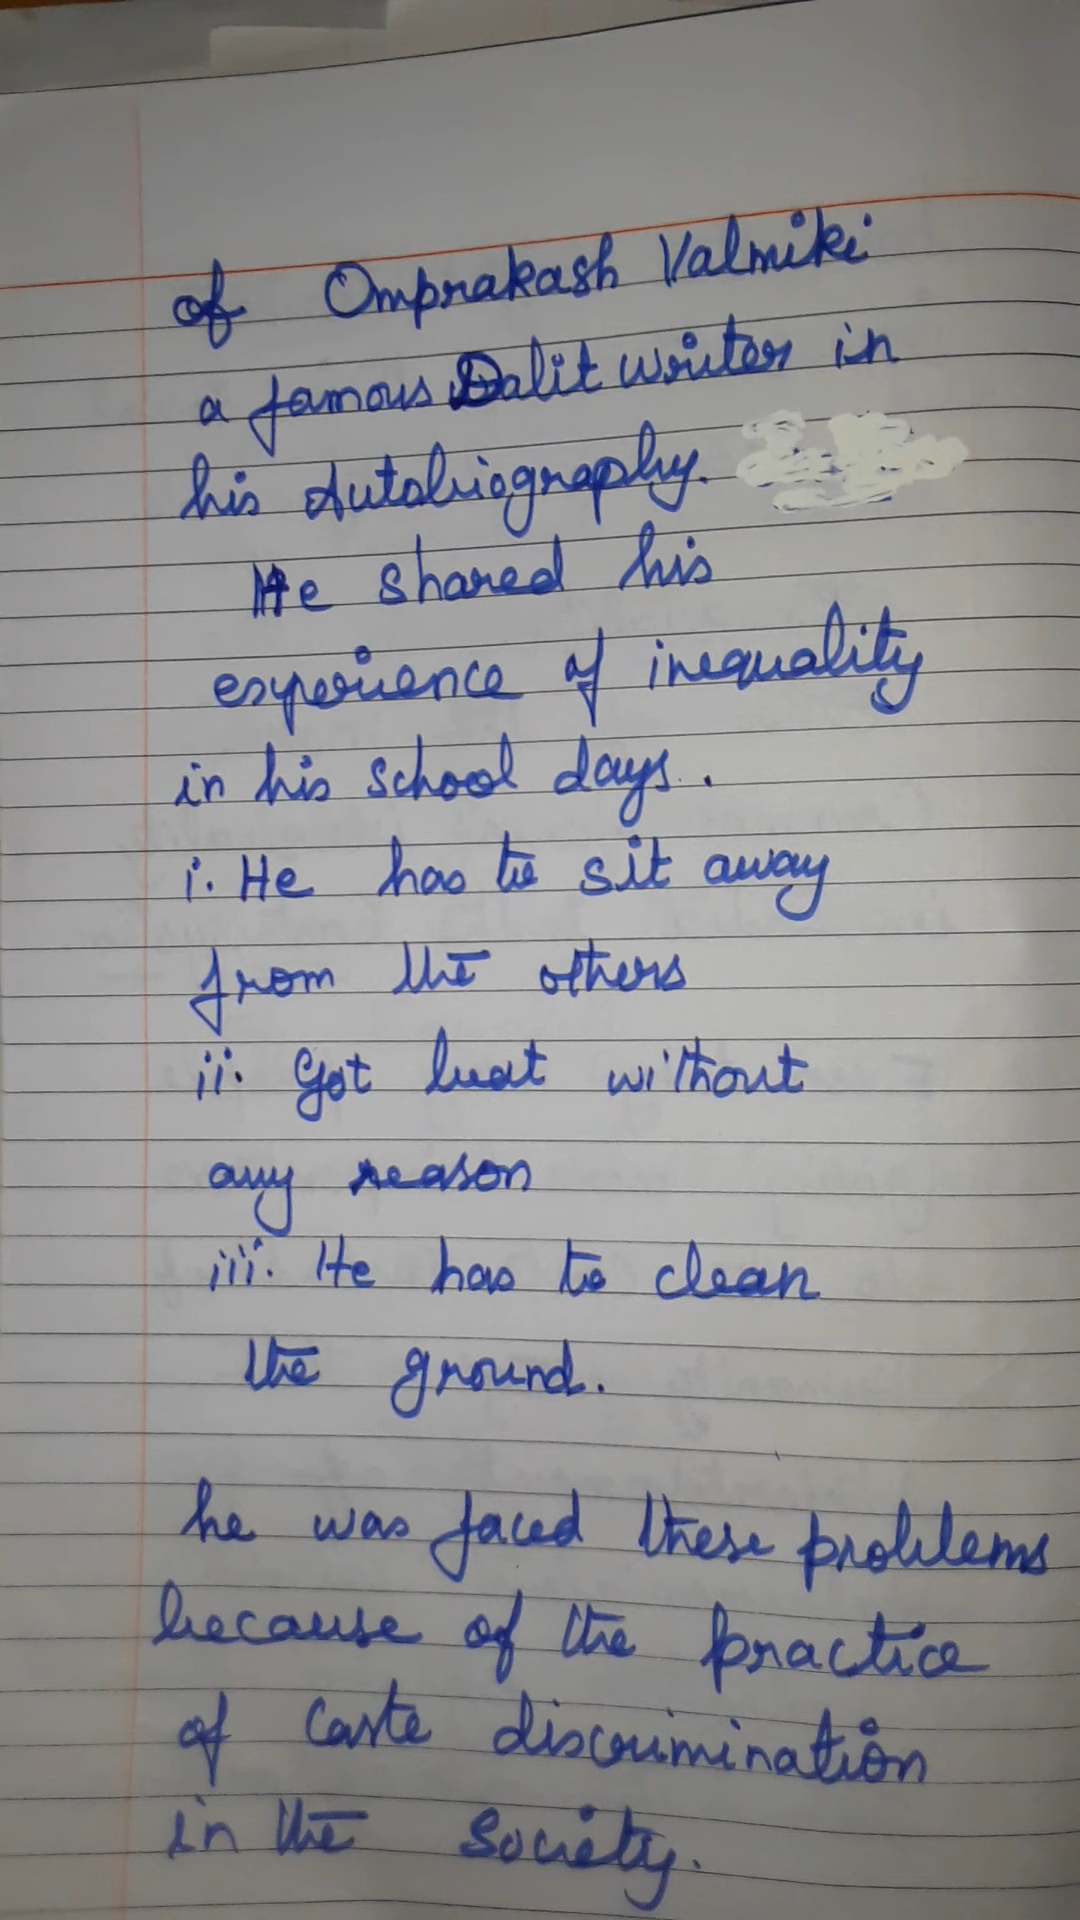 of Omprakash Valmiki
a famous Dalit writer in
his Autobiography.
He shared his
experience of inequality
in his school days.
i. He has to sit away
from the others
ii. Got beat without
any reason
iii. He has to clean
the ground.
he was faced these problems
because of the practice
of caste discrimination
in the society.